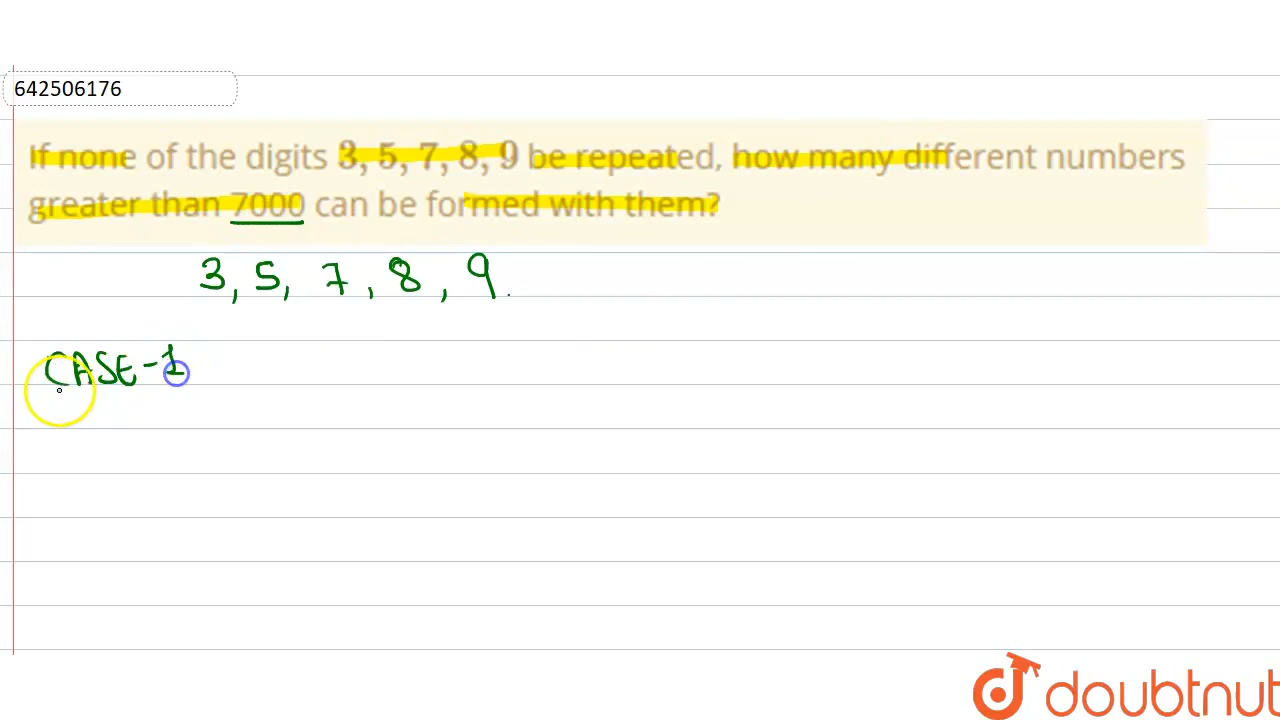 642506176
If none of the digits 3, 5, 7, 8, 9 be repeated, how many different numbers
greater than 7000 can be formed with them?
3, 5, 7, 8, 9.
CASE-1
doubtnut